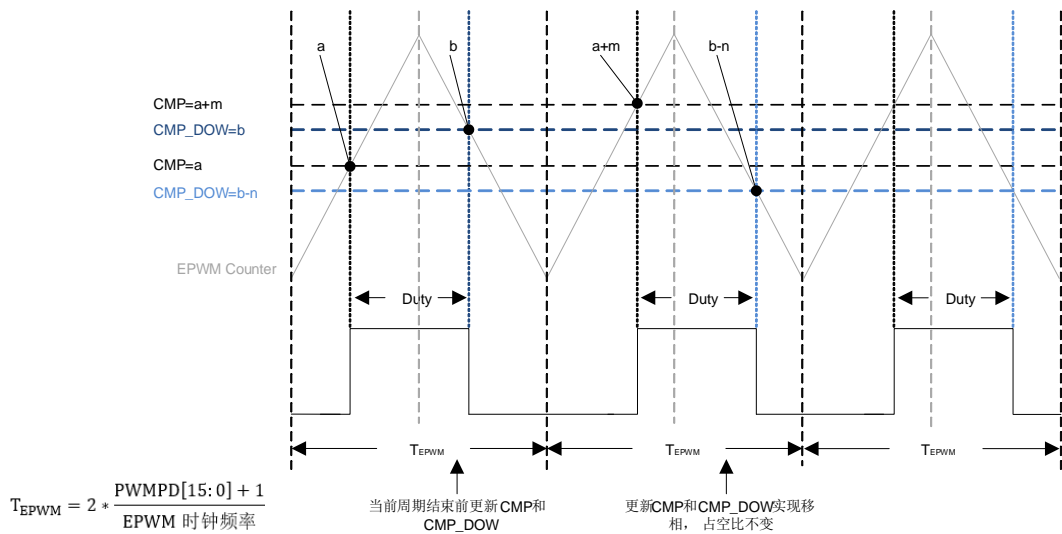 a
b
a+m
b-n
CMP=a+m
CMP_DOW=b
CMP=a
CMP_DOW=b-n
EPWM Counter
Duty
Duty
Duty
TEPWM
TEPWM
TEPWM
TEPWM = 2 * PWMPD[15:0] + 1
EPWM 时钟频率
当前周期结束前更新CMP和
CMP_DOW
更新CMP和CMP_DOW实现移
相，占空比不变